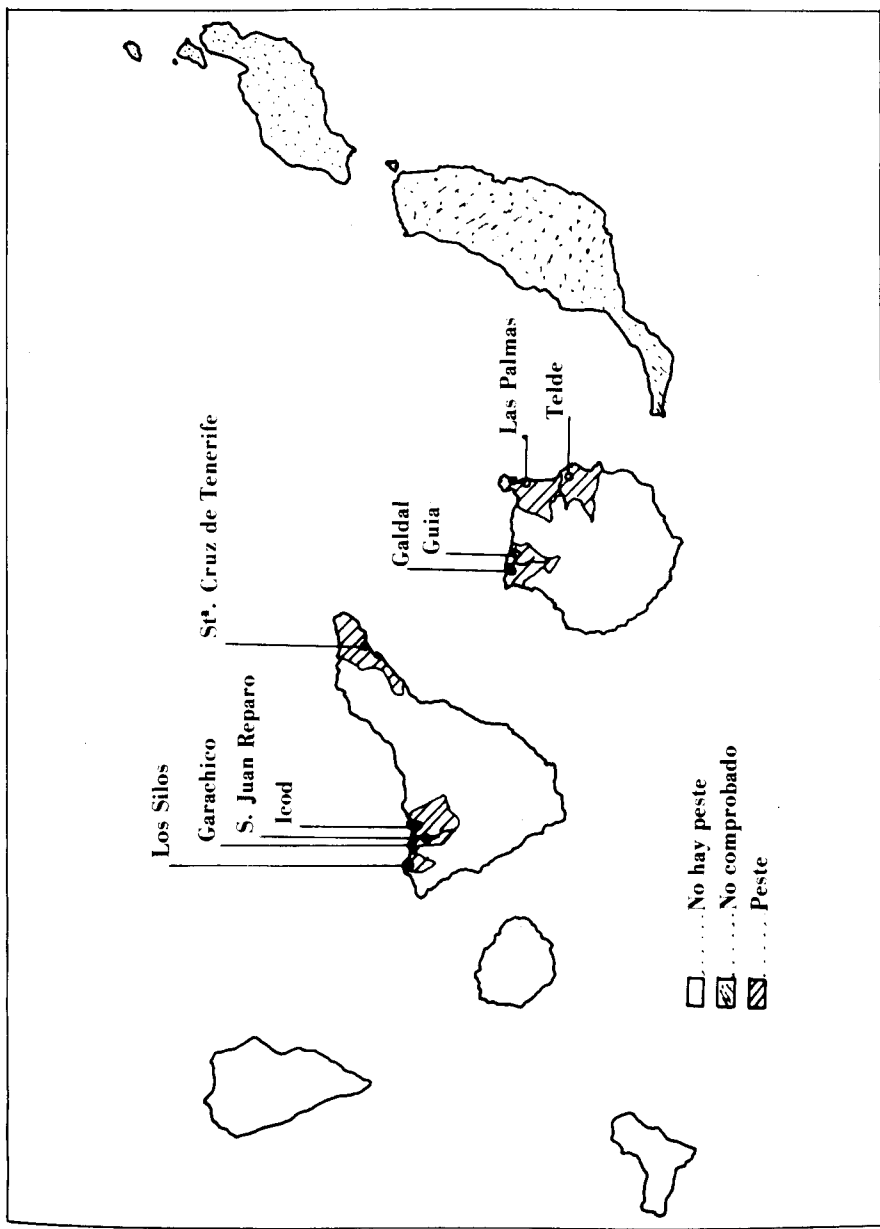 Los Silos
Garachico
S. Juan Reparo
Icod
Stª. Cruz de Tenerife
Galdal
Guia
Las Palmas
Telde
No hay peste
No comprobado
Peste